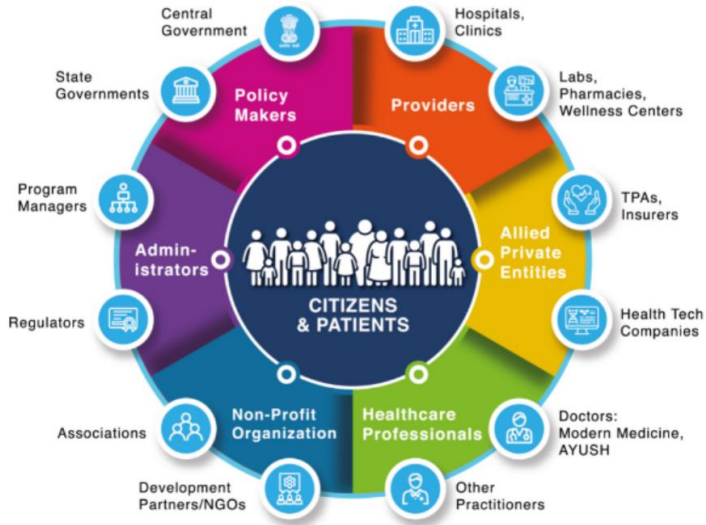 Central
Government
Hospitals,
Clinics
State
Governments
Policy
Makers
Providers
Labs,
Pharmacies,
Wellness Centers
Program
Managers
Admin-
istrators
Allied
Private
Entities
TPAs,
Insurers
CITIZENS
& PATIENTS
Regulators
Health Tech
Companies
Associations
Non-Profit
Organization
Healthcare
Professionals
Doctors:
Modern Medicine,
AYUSH
Development
Partners/NGOs
Other
Practitioners